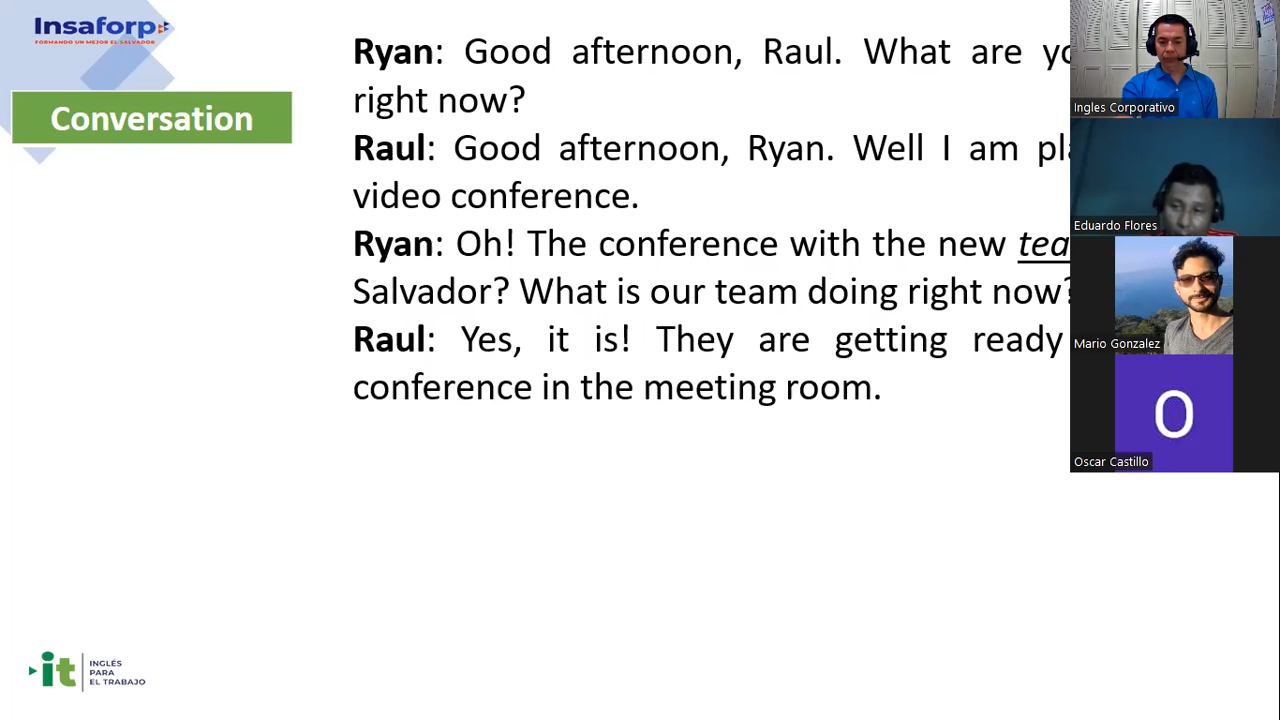 Insaforp
FORMANDO UN MEJOR EL SALVADOR
Conversation
Ryan: Good afternoon, Raul. What are
right now?
Raul: Good afternoon, Ryan. Well I am
video conference.
Ryan: Oh! The conference with the new
Salvador? What is our team doing right now?
Raul: Yes, it is! They are getting ready
conference in the meeting room.
it INGLÉS
PARA
EL TRABAJO
Ingles Corporativo
Eduardo Flores
Mario Gonzalez
O
Oscar Castillo